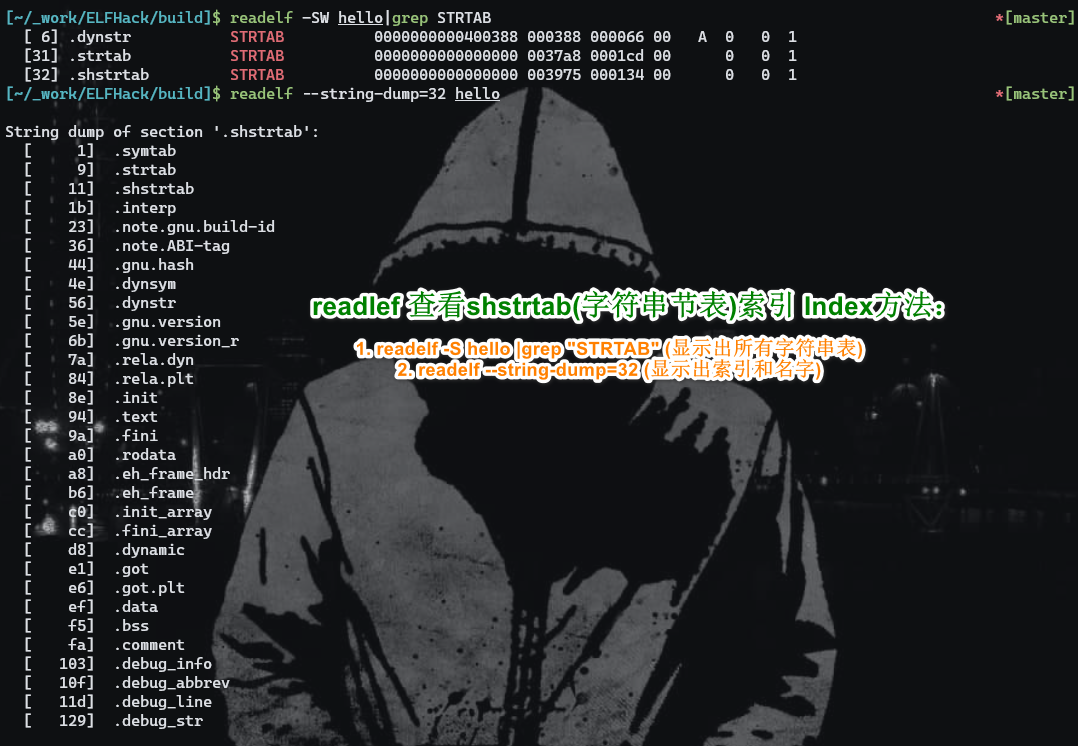 [~/_work/ELFHack/build]$ readelf -SW hello|grep STRTAB *[master]
[ 6] .dynstr STRTAB 0000000000400388 000388 000066 00 A 0 0 1
[31] .strtab STRTAB 0000000000000000 0037a8 0001cd 00 0 0 1
[32] .shstrtab STRTAB 0000000000000000 003975 000134 00 0 0 1
[~/_work/ELFHack/build]$ readelf --string-dump=32 hello *[master]
String dump of section '.shstrtab':
[ 1] .symtab
[ 9] .strtab
[ 11] .shstrtab
[ 1b] .interp
[ 23] .note.gnu.build-id
[ 36] .note.ABI-tag
[ 44] .gnu.hash
[ 4e] .dynsym
[ 56] .dynstr
[ 5e] .gnu.version
[ 6b] .gnu.version_r
[ 7a] .rela.dyn
[ 84] .rela.plt
[ 8e] .init
[ 94] .text
[ 9a] .fini
[ a0] .rodata
[ a8] .eh_frame_hdr
[ b6] .eh_frame
[ c0] .init_array
[ cc] .fini_array
[ d8] .dynamic
[ e1] .got
[ e6] .got.plt
[ ef] .data
[ f5] .bss
[ fa] .comment
[ 103] .debug_info
[ 10f] .debug_abbrev
[ 11d] .debug_line
[ 129] .debug_str
readlef 查看shstrtab(字符串节表)索引 Index方法:
1. readelf -S hello |grep "STRTAB" (显示出所有字符串表)
2. readelf --string-dump=32 (显示出索引和名字)